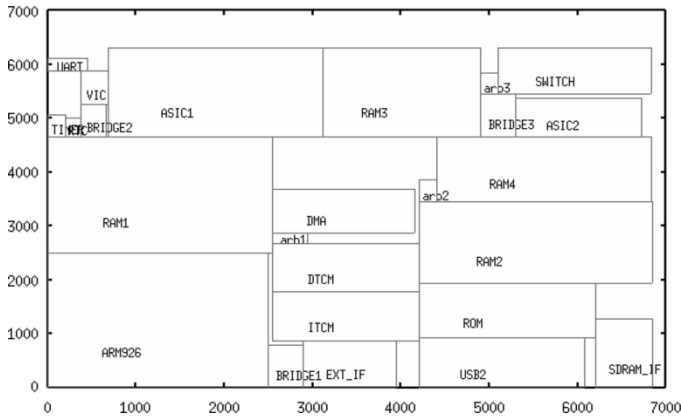 7000
6000
UART
VIC
arb3
SWITCH
ASIC1
RAM3
5000
BRIDGE2
BRIDGE3
ASIC2
4000
RAM4
arb2
RAM1
DMA
3000
arb1
RAM2
DTCM
2000
ITCM
ROM
1000
ARM926
BRIDGE1
EXT_IF
USB2
SDRAM_IF
0
0
1000
2000
3000
4000
5000
6000
7000